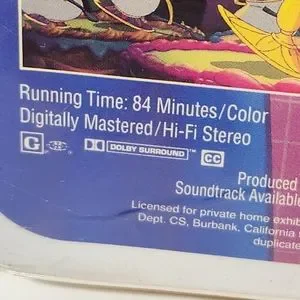 Running Time: 84 Minutes/Color
Digitally Mastered/Hi-Fi Stereo
G DOLBY SURROUND CC
Produced
Soundtrack Available
Licensed for private home exhib
Dept. CS, Burbank, California
duplicate